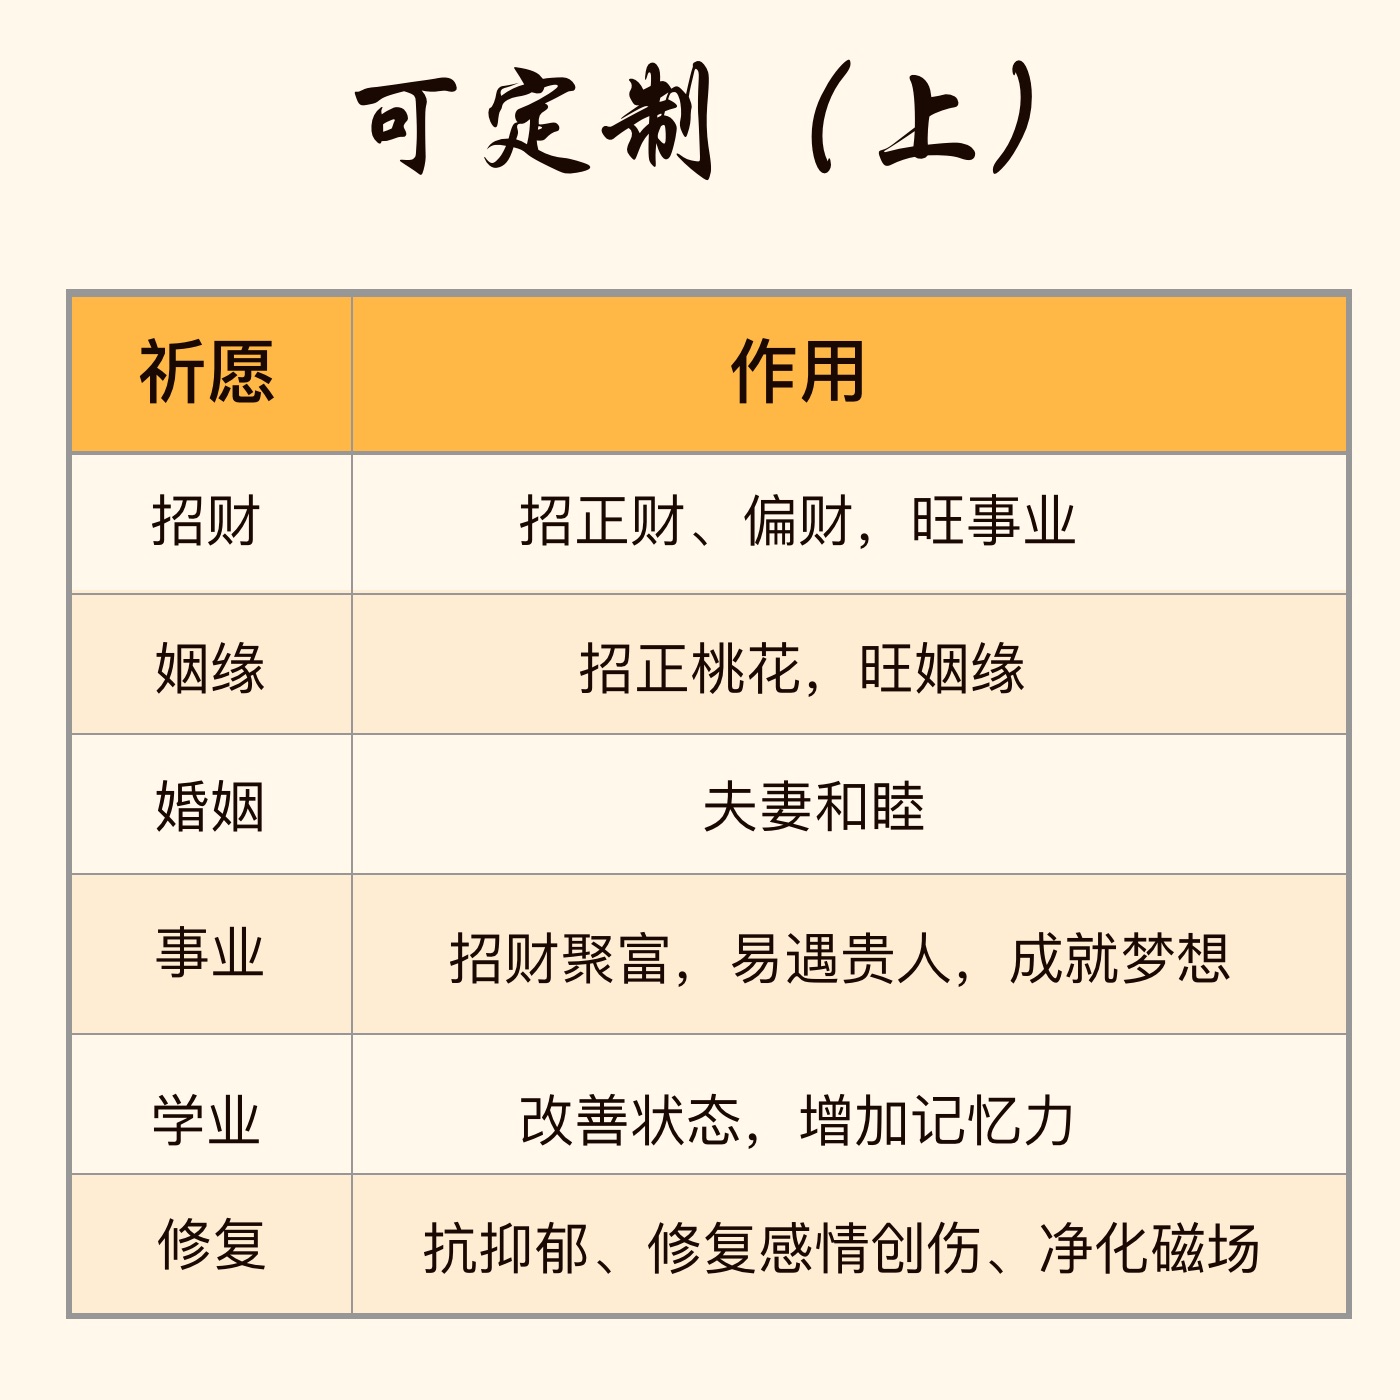 可定制（上）
祈愿 作用
招财 招正财、偏财，旺事业
姻缘 招正桃花，旺姻缘
婚姻 夫妻和睦
事业 招财聚富，易遇贵人，成就梦想
学业 改善状态，增加记忆力
修复 抗抑郁、修复感情创伤、净化磁场